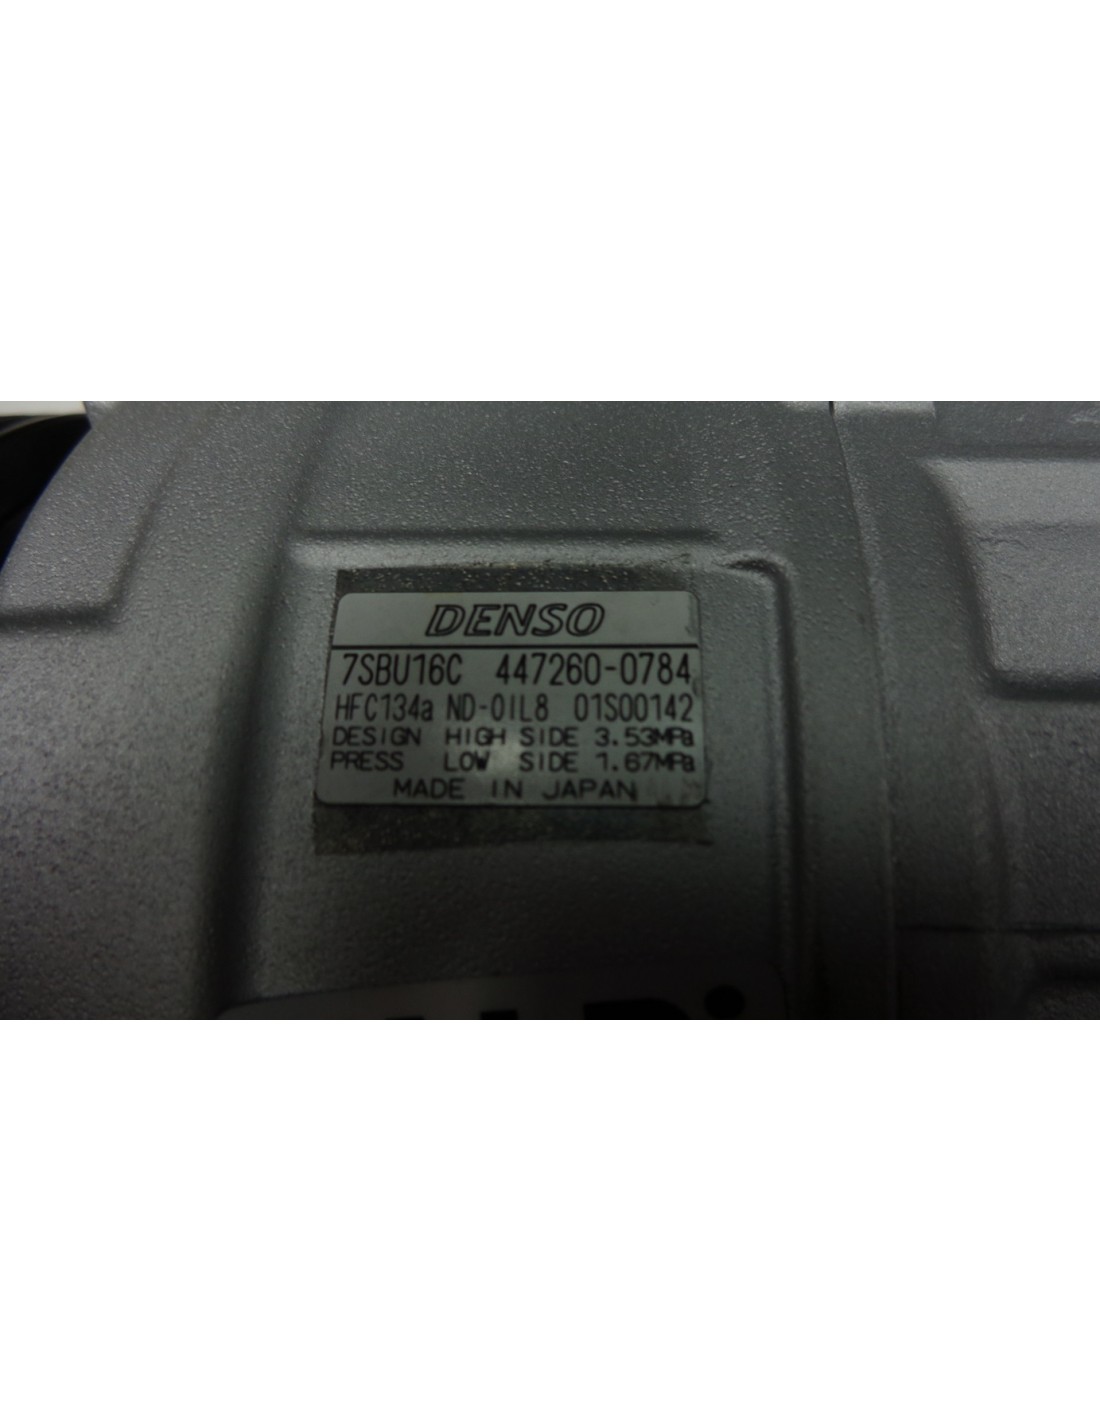 DENSO
7SBU16C 447260-0784
HFC134a ND-OIL8 01S00142
DESIGN HIGH SIDE 3.53MPa
PRESS LOW SIDE 1.67MPa
MADE IN JAPAN